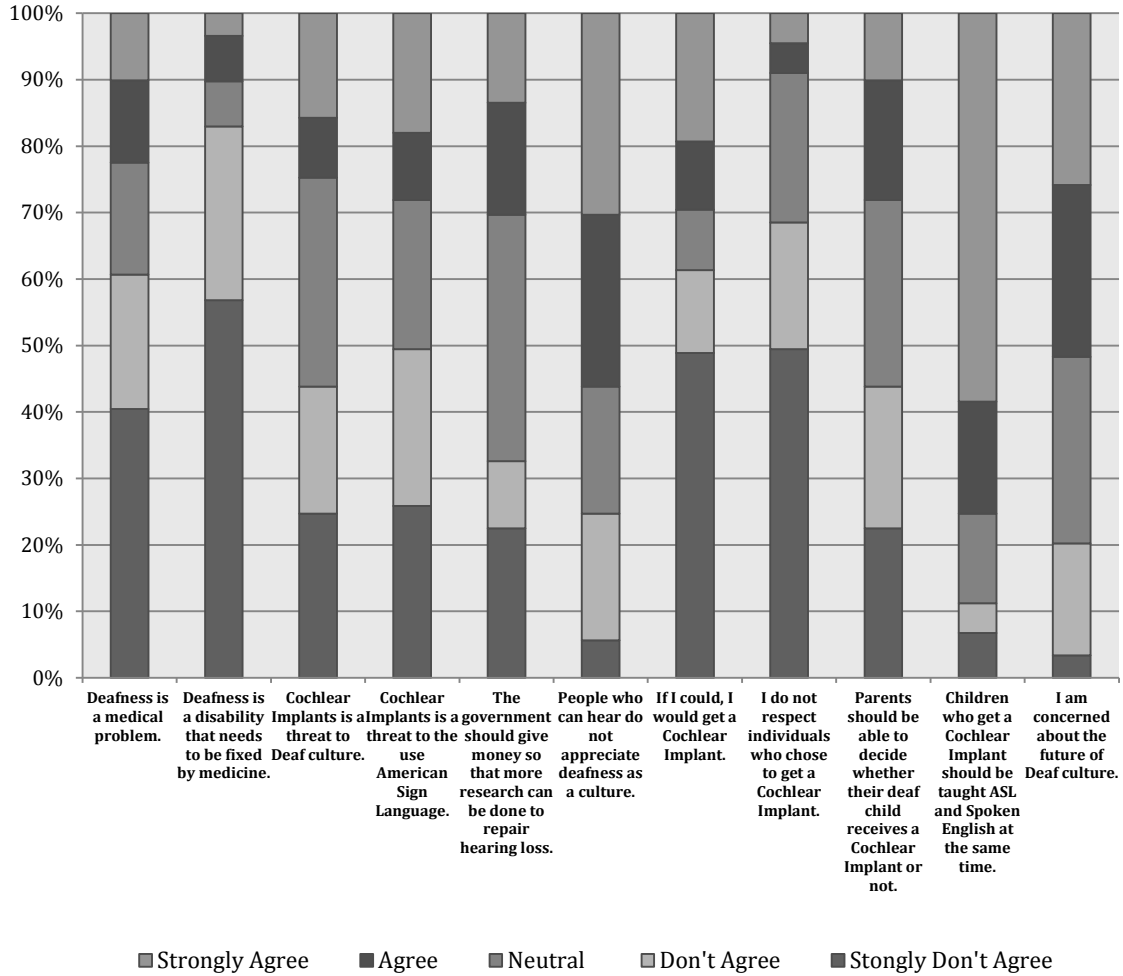 100%
90%
80%
70%
60%
50%
40%
30%
20%
10%
0%
Deafness is
a medical
problem.
Deafness is
a disability
that needs
to be fixed
by medicine.
Cochlear
Implants is a
threat to
Deaf culture.
Cochlear
Implants is a
threat to the
use
American
Sign
Language.
The
government
should give
money so
that more
research can
be done to
repair
hearing loss.
People who
can hear do
not
appreciate
deafness as
a culture.
If I could, I
would get a
Cochlear
Implant.
I do not
respect
individuals
who chose
to get a
Cochlear
Implant.
Parents
should be
able to
decide
whether
their deaf
child
receives a
Cochlear
Implant or
not.
Children
who get a
Cochlear
Implant
should be
taught ASL
and Spoken
English at
the same
time.
I am
concerned
about the
future of
Deaf culture.
Strongly Agree
Agree
Neutral
Don't Agree
Stongly Don't Agree